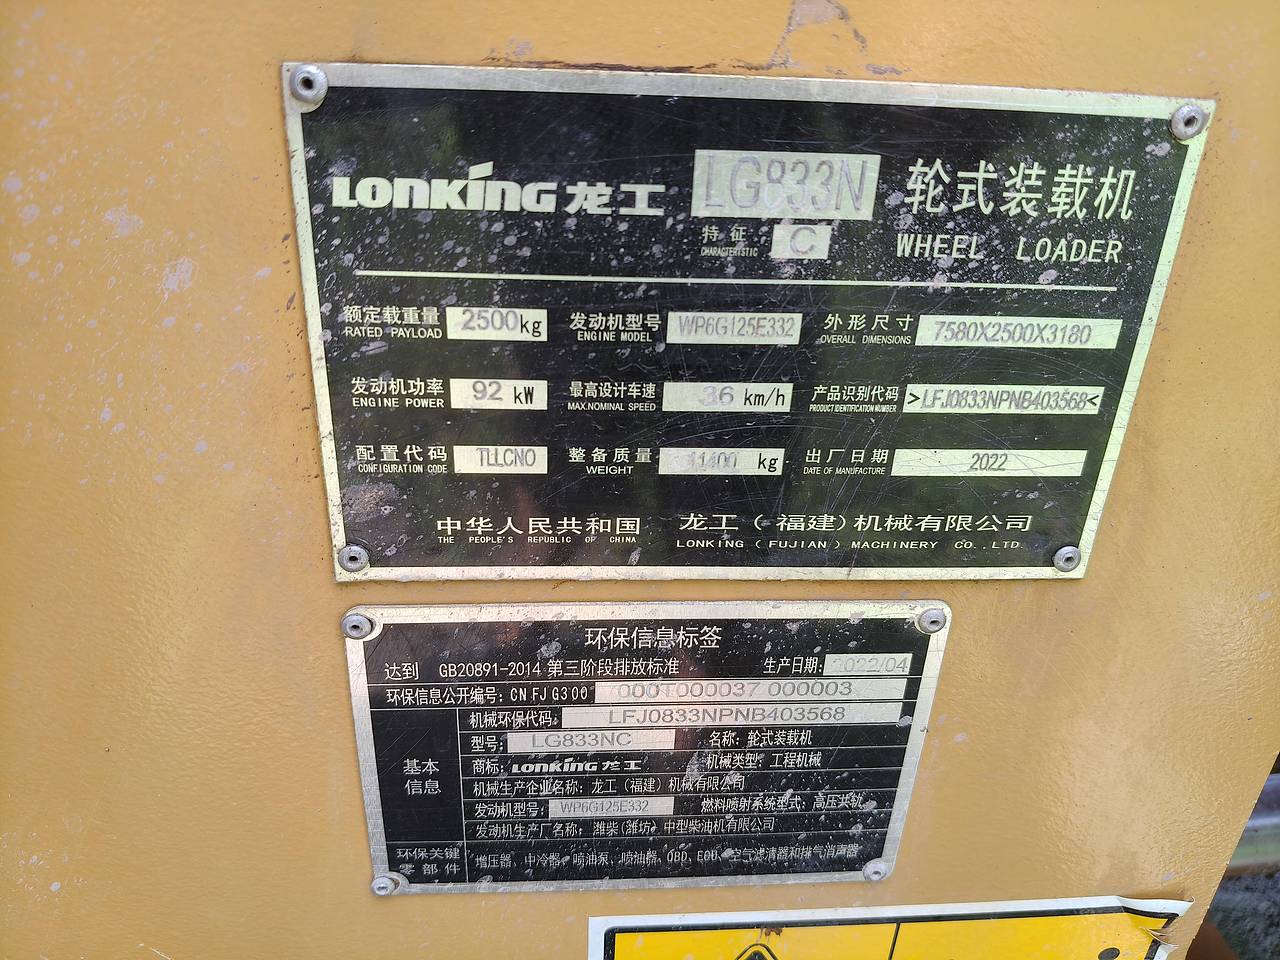 LONKING 龙工 LG833N 轮式装载机
特征 CHARACTERISTIC C WHEEL LOADER
额定载重量 RATED PAYLOAD 2500kg 发动机型号 ENGINE MODEL WP6G125E332 外形尺寸 OVERALL DIMENSIONS 7580X2500X3180
发动机功率 ENGINE POWER 92 kW 最高设计车速 MAX.NOMINAL SPEED 36 km/h 产品识别代码 PRODUCT IDENTIFICATION NUMBER >LFJ0833NPNB403568<
配置代码 CONFIGURATION CODE TLLCNO 整备质量 WEIGHT 11400 kg 出厂日期 DATE OF MANUFACTURE 2022
中华人民共和国 龙工（福建）机械有限公司
THE PEOPLE'S REPUBLIC OF CHINA LONKING (FUJIAN) MACHINERY CO.,LTD.
环保信息标签
达到 GB20891-2014 第三阶段排放标准 生产日期: 2022/04
环保信息公开编号: CN FJ G3 00 000T000037 000003
机械环保代码: LFJ0833NPNB403568
型号: LG833NC 名称: 轮式装载机
基本信息 商标: LONKING 龙工 机械类型: 工程机械
机械生产企业名称: 龙工（福建）机械有限公司
发动机型号: WP6G125E332 燃料喷射系统型式: 高压共轨
发动机生产厂名称: 潍柴(潍坊)中型柴油机有限公司
环保关键零部件 增压器、中冷器、喷油泵、喷油器、OBD、ECU、空气滤清器和排气消声器